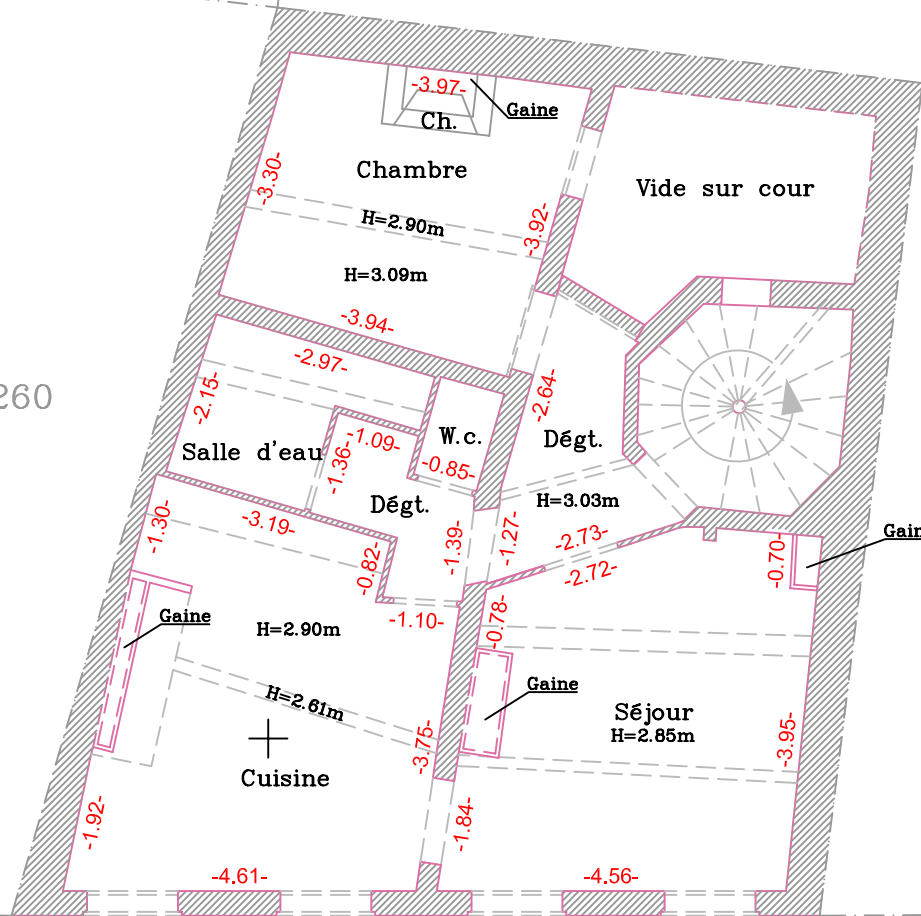 -3.97-
Gaine
Ch.
Chambre
-3.30-
Vide sur cour
H=2.90m
-3.92-
H=3.09m
-3.94-
-2.97-
260
-2.15-
-2.64-
-1.09-
W.c.
Dégt.
Salle d'eau
-1.36-
-0.85-
H=3.03m
Dégt.
-1.30-
-3.19-
-1.39-
-1.27-
-2.73-
Gain
-0.70-
-0.82-
-2.72-
Gaine
-1.10-
-0.78-
H=2.90m
Gaine
H=2.61m
Séjour
H=2.85m
-3.75-
-3.95-
Cuisine
-1.92-
-1.84-
-4.61-
-4.56-